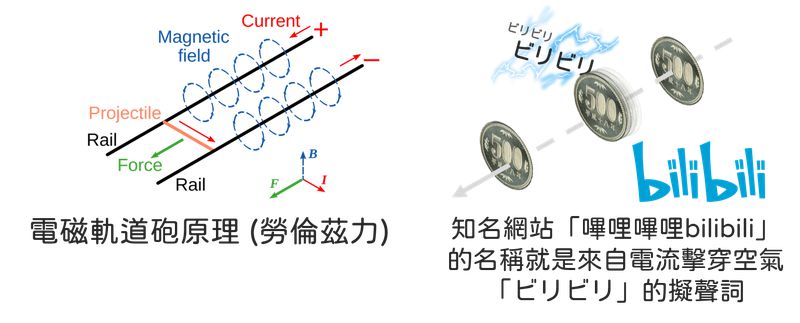 Current
+
Magnetic
field
−
Projectile
Rail
Force
Rail
B
F
I
電磁軌道砲原理 (勞倫茲力)
ビリビリ
ビリビリ
500
500
500
bilibili
知名網站「嗶哩嗶哩bilibili」
的名稱就是來自電流擊穿空氣
「ビリビリ」的擬聲詞